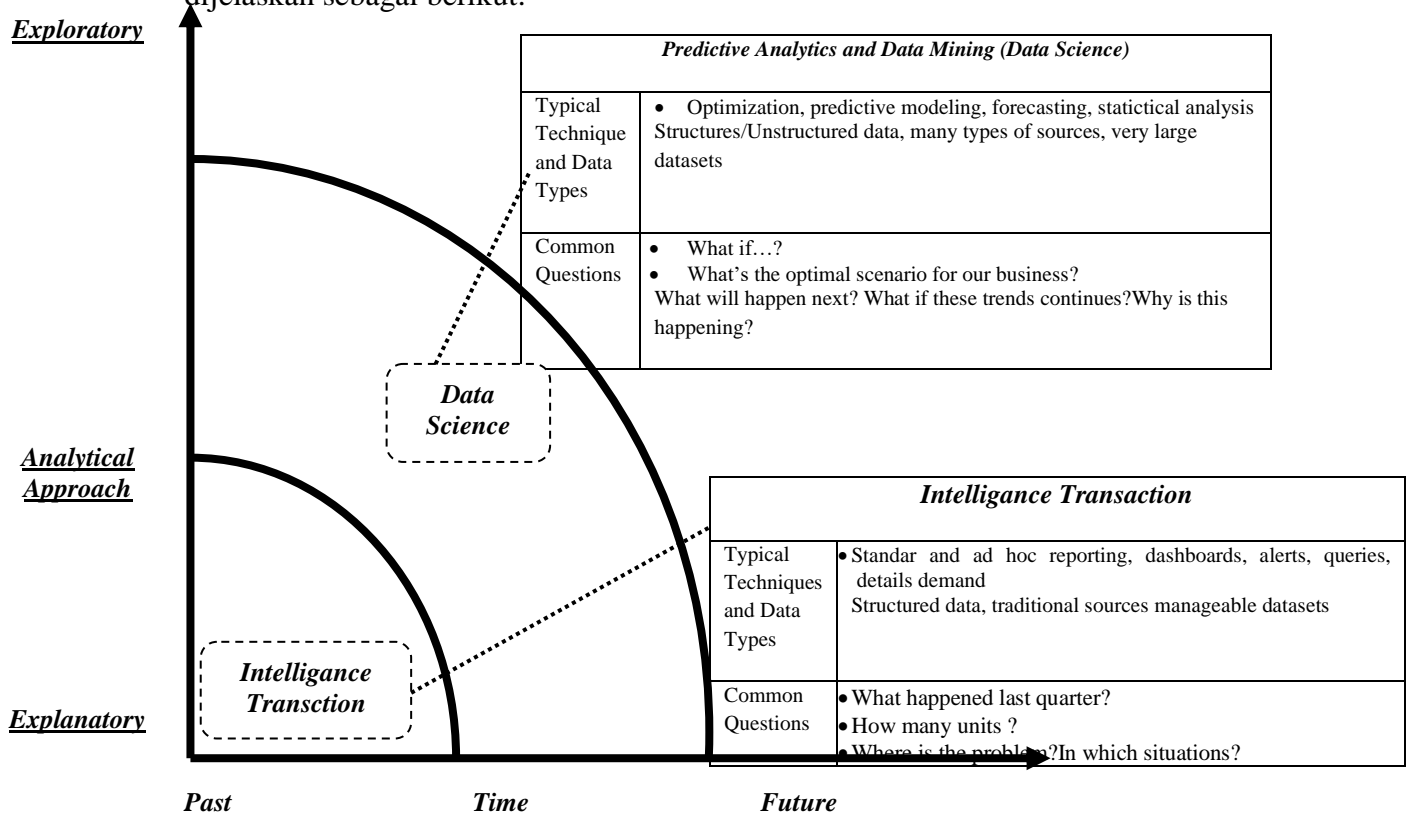 dijelaskan sebagai berikut:
Exploratory
Predictive Analytics and Data Mining (Data Science)
Typical
Technique
and Data
Types
• Optimization, predictive modeling, forecasting, statictical analysis
Structures/Unstructured data, many types of sources, very large
datasets
Common
Questions
• What if…?
• What's the optimal scenario for our business?
What will happen next? What if these trends continues?Why is this
happening?
Data
Science
Analytical
Approach
Intelligance Transaction
Typical
Techniques
and Data
Types
• Standar and ad hoc reporting, dashboards, alerts, queries,
details demand
Structured data, traditional sources manageable datasets
Common
Questions
• What happened last quarter?
• How many units ?
• Where is the problem?In which situations?
Intelligance
Transction
Explanatory
Past
Time
Future